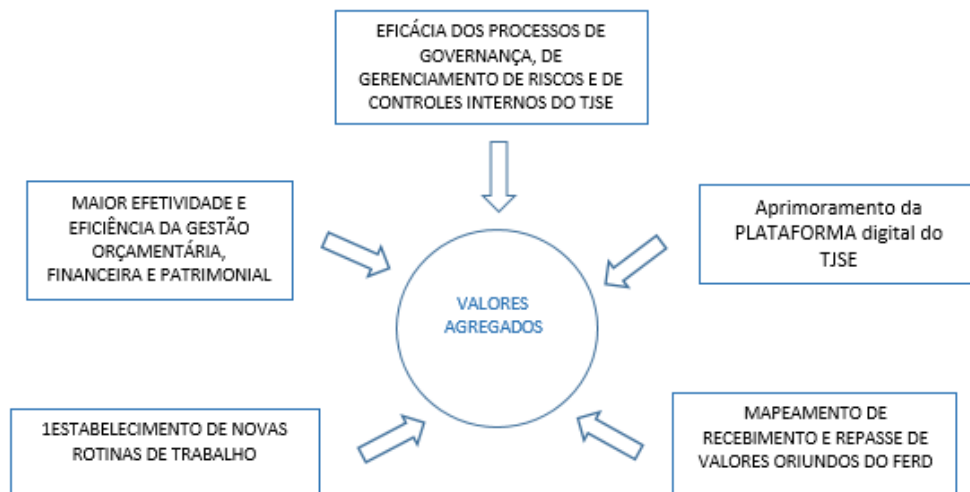 EFICÁCIA DOS PROCESSOS DE
GOVERNANÇA, DE
GERENCIAMENTO DE RISCOS E DE
CONTROLES INTERNOS DO TJSE
MAIOR EFETIVIDADE E
EFICIÊNCIA DA GESTÃO
ORÇAMENTÁRIA,
FINANCEIRA E PATRIMONIAL
Aprimoramento da
PLATAFORMA digital do
TJSE
VALORES
AGREGADOS
1ESTABELECIMENTO DE NOVAS
ROTINAS DE TRABALHO
MAPEAMENTO DE
RECEBIMENTO E REPASSE DE
VALORES ORIUNDOS DO FERD